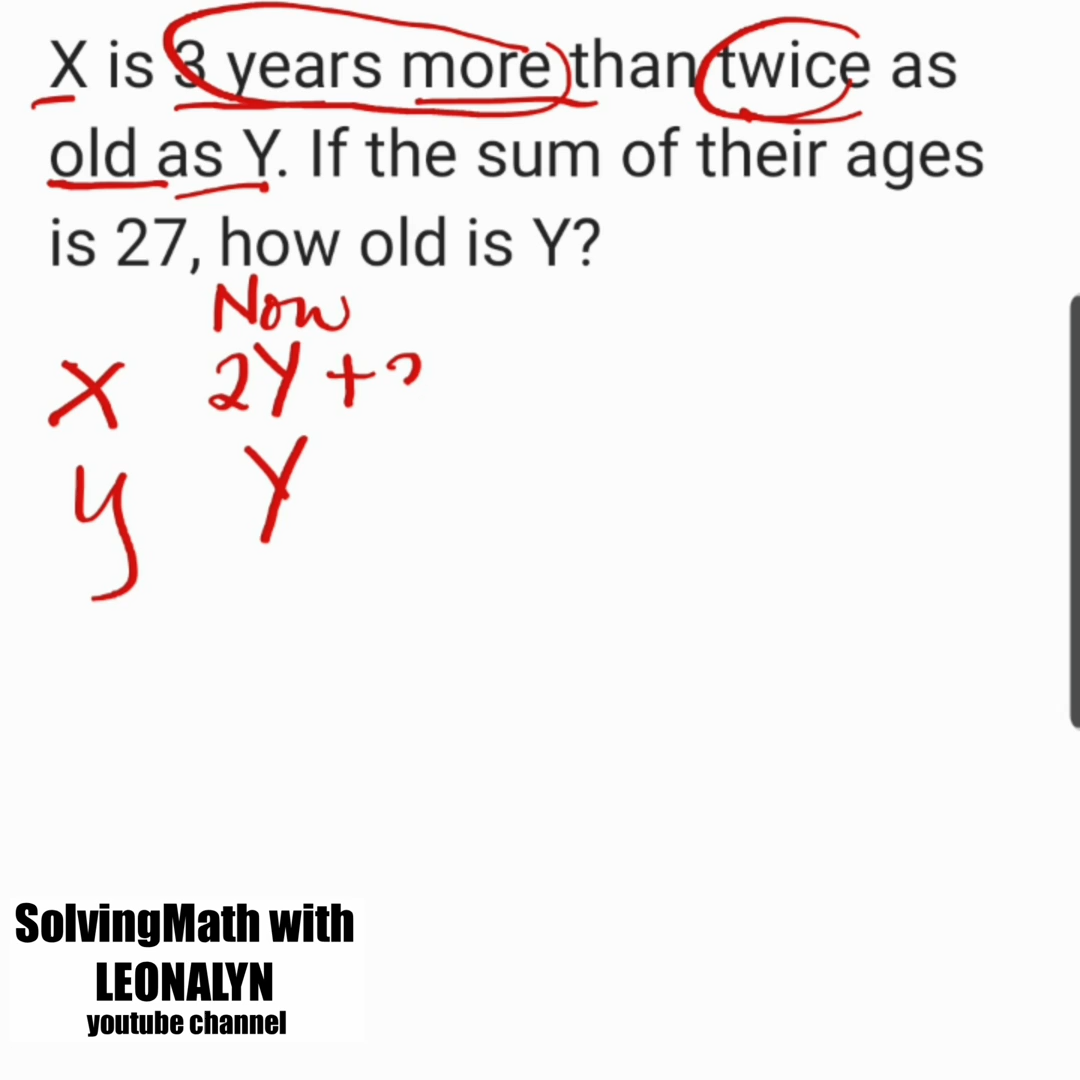 X is 3 years more than twice as
old as Y. If the sum of their ages
is 27, how old is Y?
Now
X 2Y +
y Y
SolvingMath with
LEONALYN
youtube channel